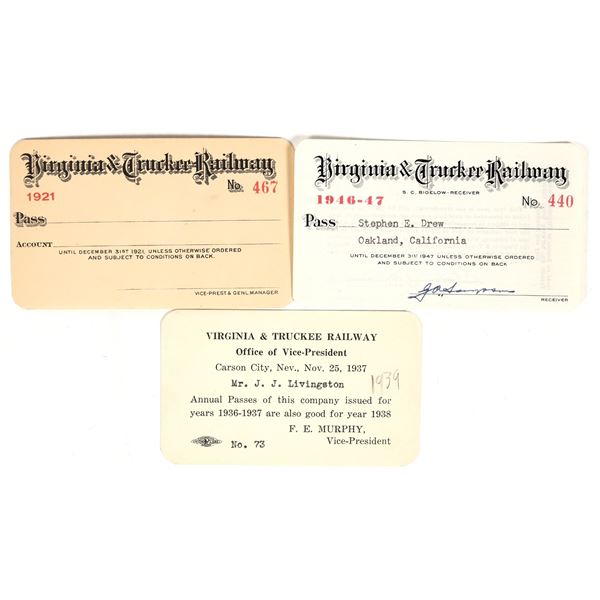 Virginia & Truckee Railway
1921
No. 467
Pass
Account
UNTIL DECEMBER 31ST 1921, UNLESS OTHERWISE ORDERED
AND SUBJECT TO CONDITIONS ON BACK.
VICE-PREST & GENL MANAGER
Virginia & Truckee Railway
S. C. BIGELOW-RECEIVER
1946-47
No. 440
Pass Stephen E. Drew
Oakland, California
UNTIL DECEMBER 31ST 1947 UNLESS OTHERWISE ORDERED
AND SUBJECT TO CONDITIONS ON BACK
RECEIVER
VIRGINIA & TRUCKEE RAILWAY
Office of Vice-President
Carson City, Nev., Nov. 25, 1937
Mr. J. J. Livingston
1939
Annual Passes of this company issued for
years 1936-1937 are also good for year 1938
F. E. MURPHY,
No. 73 Vice-President